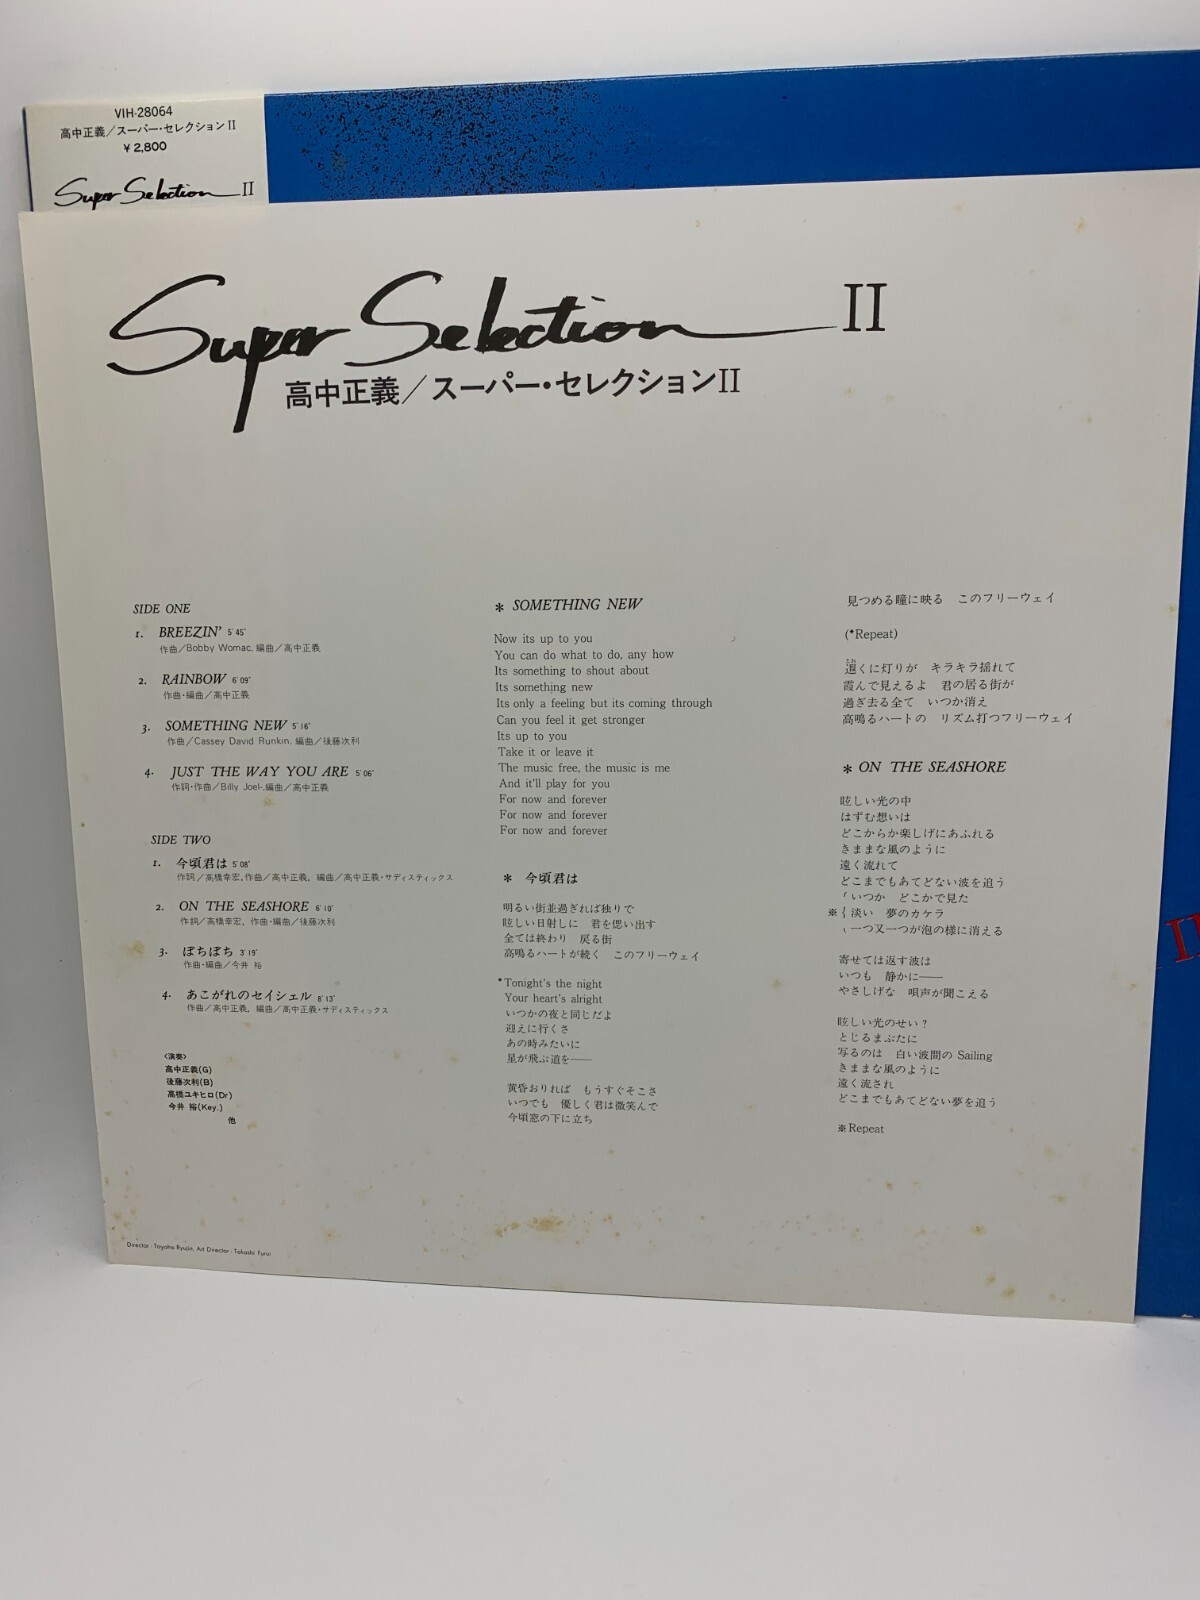 VIH-28064
高中正義/スーパー・セレクションII
¥2,800
Super Selection II
Super Selection II
高中正義/スーパー・セレクションII
SIDE ONE
1. BREEZIN' 5'45"
作曲/Bobby Womac, 編曲/高中正義
2. RAINBOW 6'09"
作曲・編曲/高中正義
3. SOMETHING NEW 5'16"
作曲/Cassey David Runkin, 編曲/後藤次利
4. JUST THE WAY YOU ARE 5'06"
作詞・作曲/Billy Joel, 編曲/高中正義
SIDE TWO
1. 今頃君は 5'08"
作詞/高橋幸宏, 作曲/高中正義, 編曲/高中正義・サディスティックス
2. ON THE SEASHORE 6'10"
作詞/高橋幸宏, 作曲・編曲/後藤次利
3. ぼちぼち 3'19"
作曲・編曲/今井 裕
4. あこがれのセイシェル 8'13"
作曲/高中正義, 編曲/高中正義・サディスティックス
〈演奏〉
高中正義(G)
後藤次利(B)
高橋ユキヒロ(Dr)
今井 裕(Key.)
他
Director : Toyoho Ryujin, Art Director : Takashi Furai
* SOMETHING NEW
Now its up to you
You can do what to do, any how
Its something to shout about
Its something new
Its only a feeling but its coming through
Can you feel it get stronger
Its up to you
Take it or leave it
The music free, the music is me
And it'll play for you
For now and forever
For now and forever
For now and forever
* 今頃君は
明るい街並過ぎれば独りで
眩しい日射しに 君を偲い出す
全ては終わり 戻る街
高鳴るハートが続く このフリーウェイ
*Tonight's the night
Your heart's alright
いつかの夜と同じだよ
迎えに行くさ
あの時みたいに
星が飛ぶ道を——
黄昏おりれば もうすぐそこさ
いつでも 優しく君は微笑んで
今頃窓の下に立ち
見つめる瞳に映る このフリーウェイ
(*Repeat)
くに灯りが キラキラ揺れて
霞んで見えるよ 君の居る街が
過ぎ去る全て いつか消え
高鳴るハートの リズム打つフリーウェイ
* ON THE SEASHORE
眩しい光の中
はずむ想いは
どこからか楽しげにあふれる
きままな風のように
遠く流れて
どこまでもあてどない波を追う
いつか どこかで見た
※ 淡い 夢のカケラ
一つ又一つが泡の様に消える
寄せては返す波は
いつも 静かに——
やさしげな 唄声が聞こえる
眩しい光のせい?
とじるまぶたに
写るのは 白い波間の Sailing
きままな風のように
遠く流され
どこまでもあてどない夢を追う
※ Repeat
II